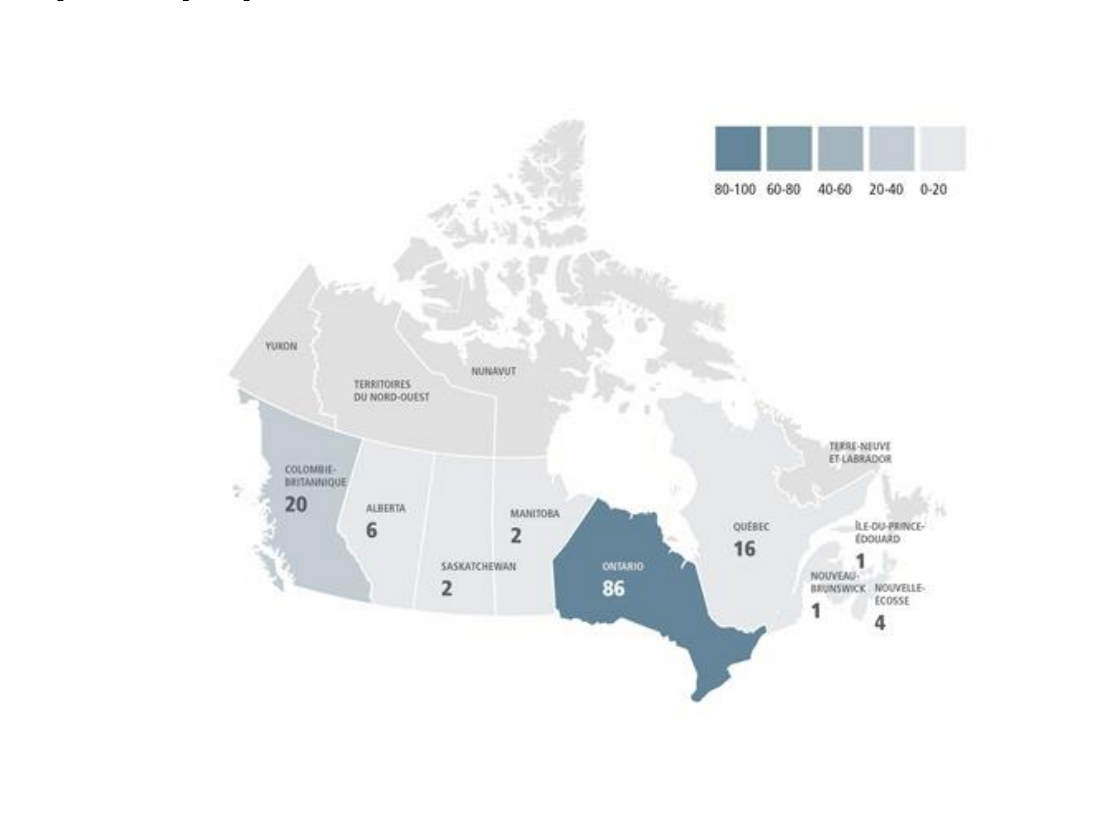 80-100 60-80 40-60 20-40 0-20
YUKON
TERRITOIRES
DU NORD-OUEST
NUNAVUT
TERRE-NEUVE
ET-LABRADOR
COLOMBIE-
BRITANNIQUE
20
ALBERTA
6
SASKATCHEWAN
2
MANITOBA
2
ONTARIO
86
QUÉBEC
16
ÎLE-DU-PRINCE-
ÉDOUARD
1
NOUVEAU-
BRUNSWICK
1
NOUVELLE-
ÉCOSSE
4